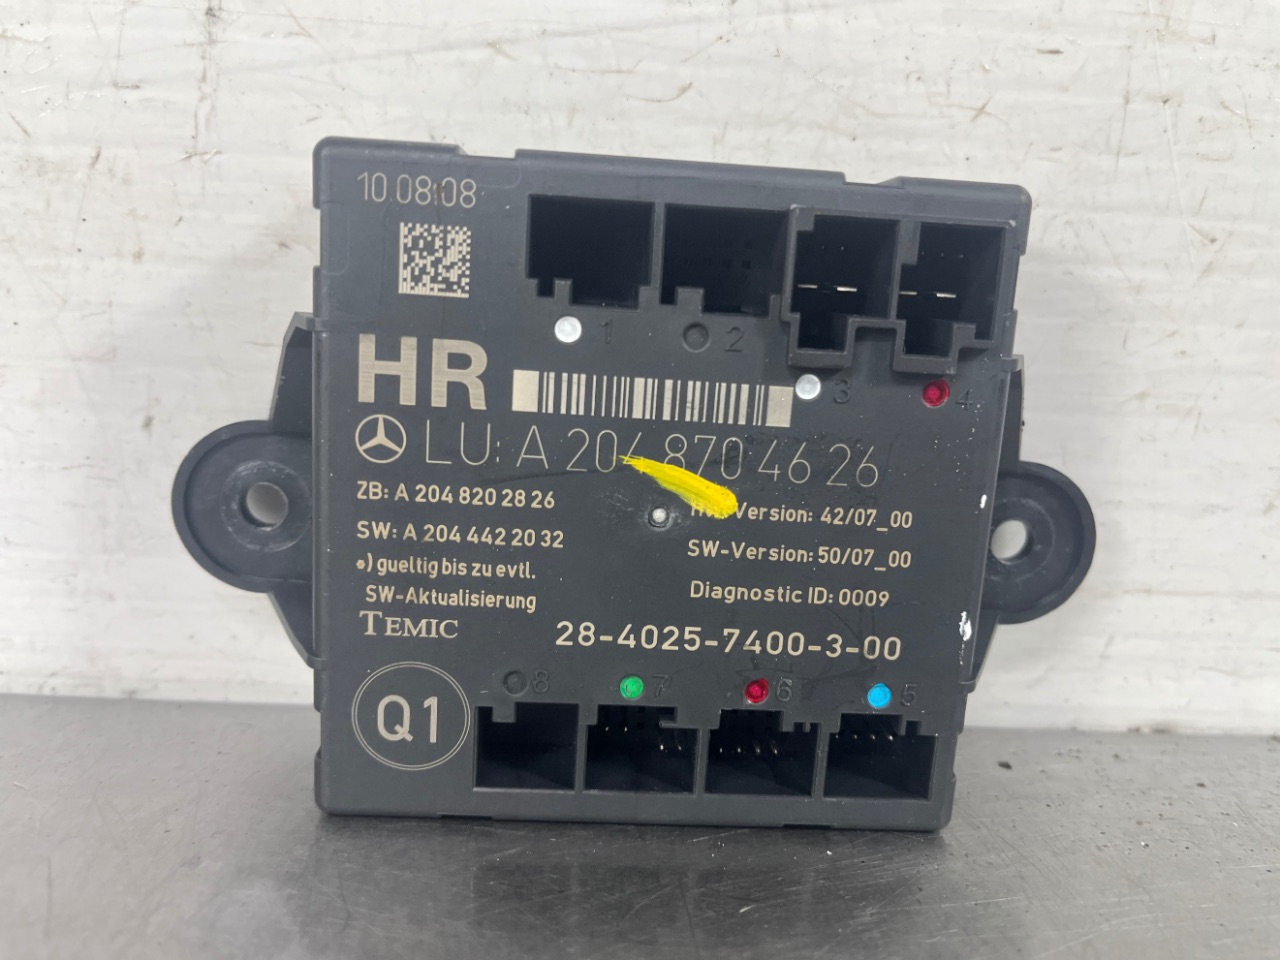 10.08.08
1
2
3
4
HR
LU: A 204 870 46 26
ZB: A 204 820 28 26
SW: A 204 442 20 32
*) gueltig bis zu evtl.
SW-Aktualisierung
-Version: 42/07_00
SW-Version: 50/07_00
Diagnostic ID: 0009
TEMIC
28-4025-7400-3-00
8
7
6
5
Q1